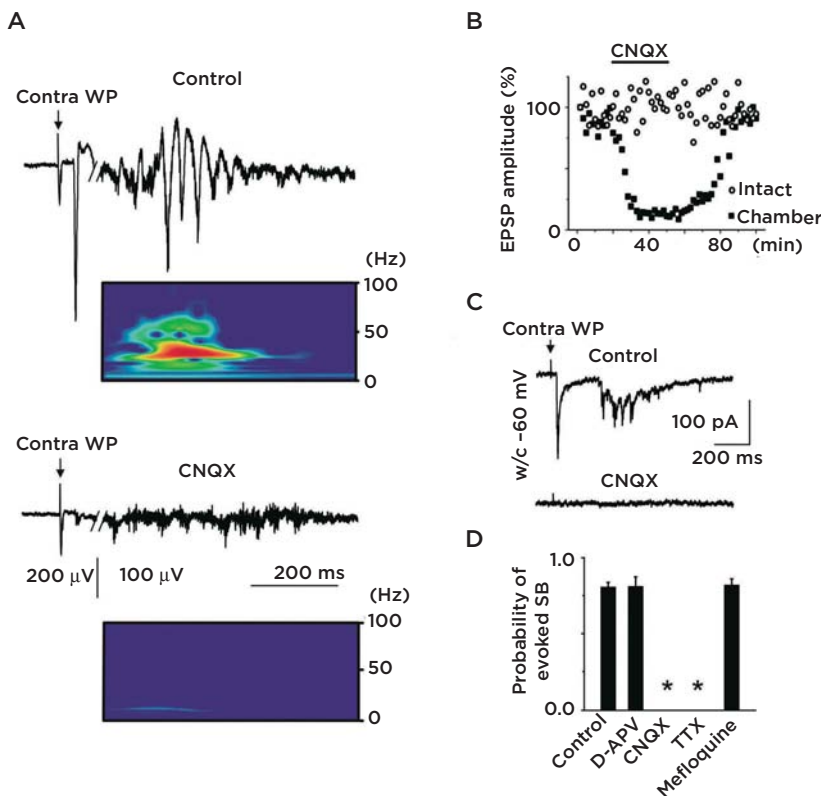 A
Control
Contra WP
(Hz)
100
50
0
Contra WP
CNQX
200 μV
100 μV
200 ms
(Hz)
100
50
0
B
CNQX
EPSP amplitude (%)
100
0
Intact
Chamber
0 40 80 (min)
C
Contra WP
Control
w/c -60 mV
100 pA
200 ms
CNQX
D
Probability of
evoked SB
1.0
0.0
* *
Control
D-APV
CNQX
TTX
Mefloquine